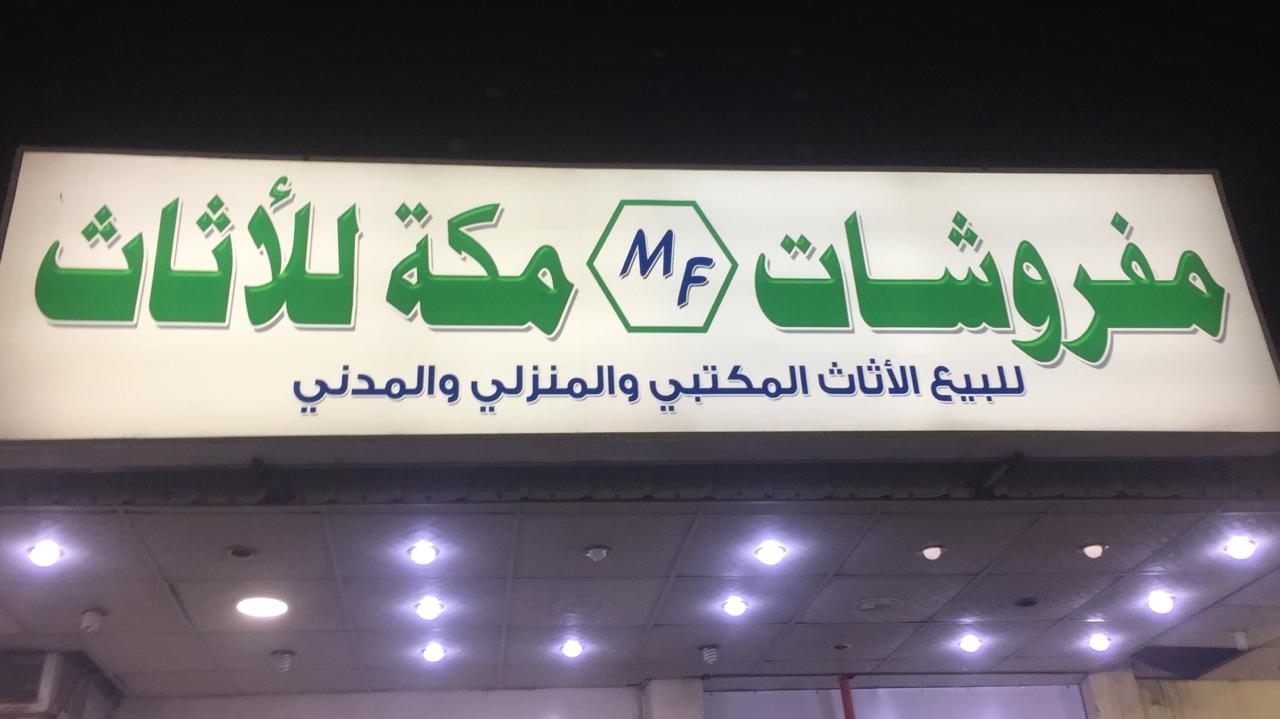 مفروشات MF مكة للأثاث
للبيع الأثاث المكتبي والمنزلي والمدني